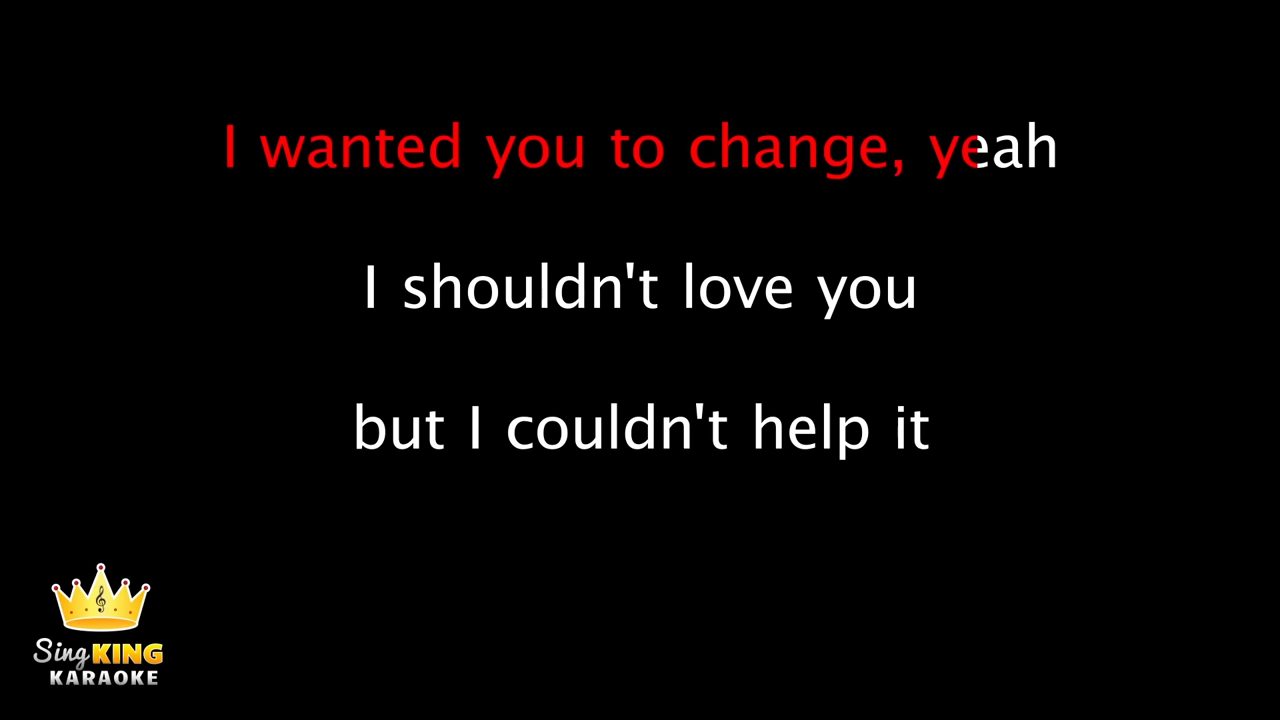 I wanted you to change, yeah
I shouldn't love you
but I couldn't help it
Sing KING
KARAOKE